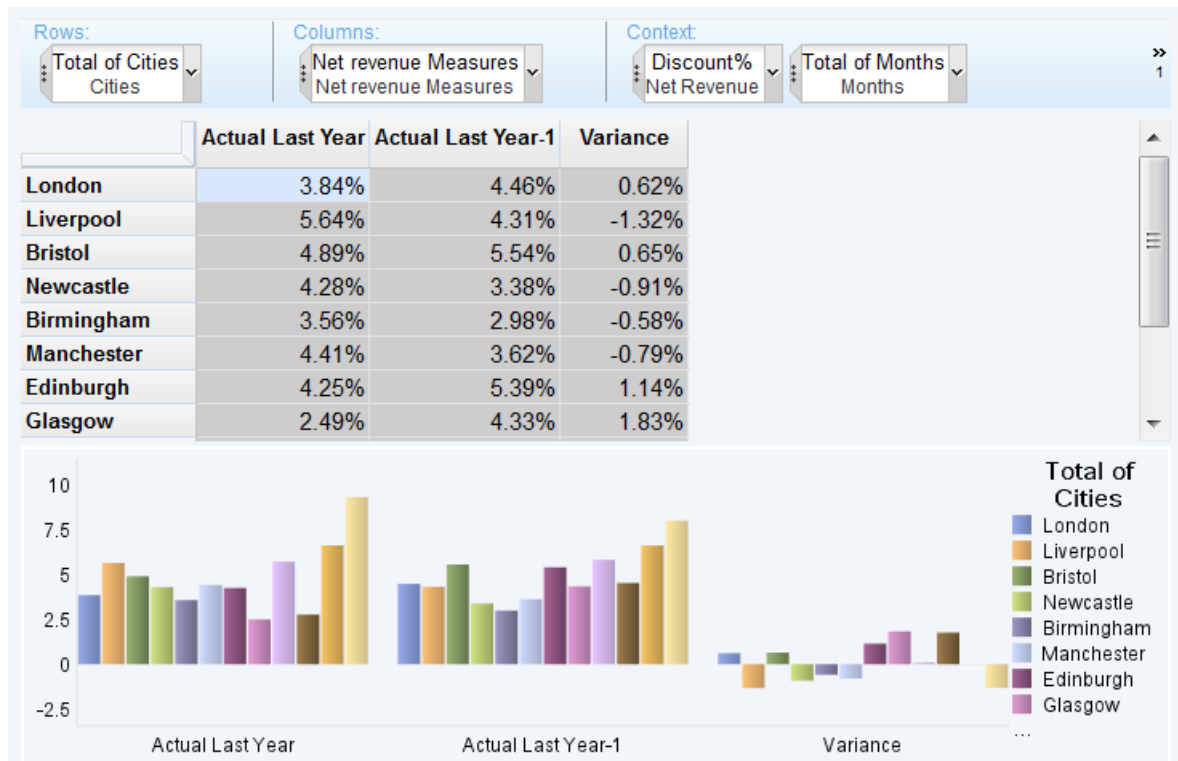 Rows: Columns: Context:
Total of Cities Net revenue Measures Discount% Total of Months »
Cities Net revenue Measures Net Revenue Months 1
Actual Last Year Actual Last Year-1 Variance
London 3.84% 4.46% 0.62%
Liverpool 5.64% 4.31% -1.32%
Bristol 4.89% 5.54% 0.65%
Newcastle 4.28% 3.38% -0.91%
Birmingham 3.56% 2.98% -0.58%
Manchester 4.41% 3.62% -0.79%
Edinburgh 4.25% 5.39% 1.14%
Glasgow 2.49% 4.33% 1.83%
10
7.5
5
2.5
0
-2.5
Actual Last Year Actual Last Year-1 Variance
Total of
Cities
London
Liverpool
Bristol
Newcastle
Birmingham
Manchester
Edinburgh
Glasgow
...